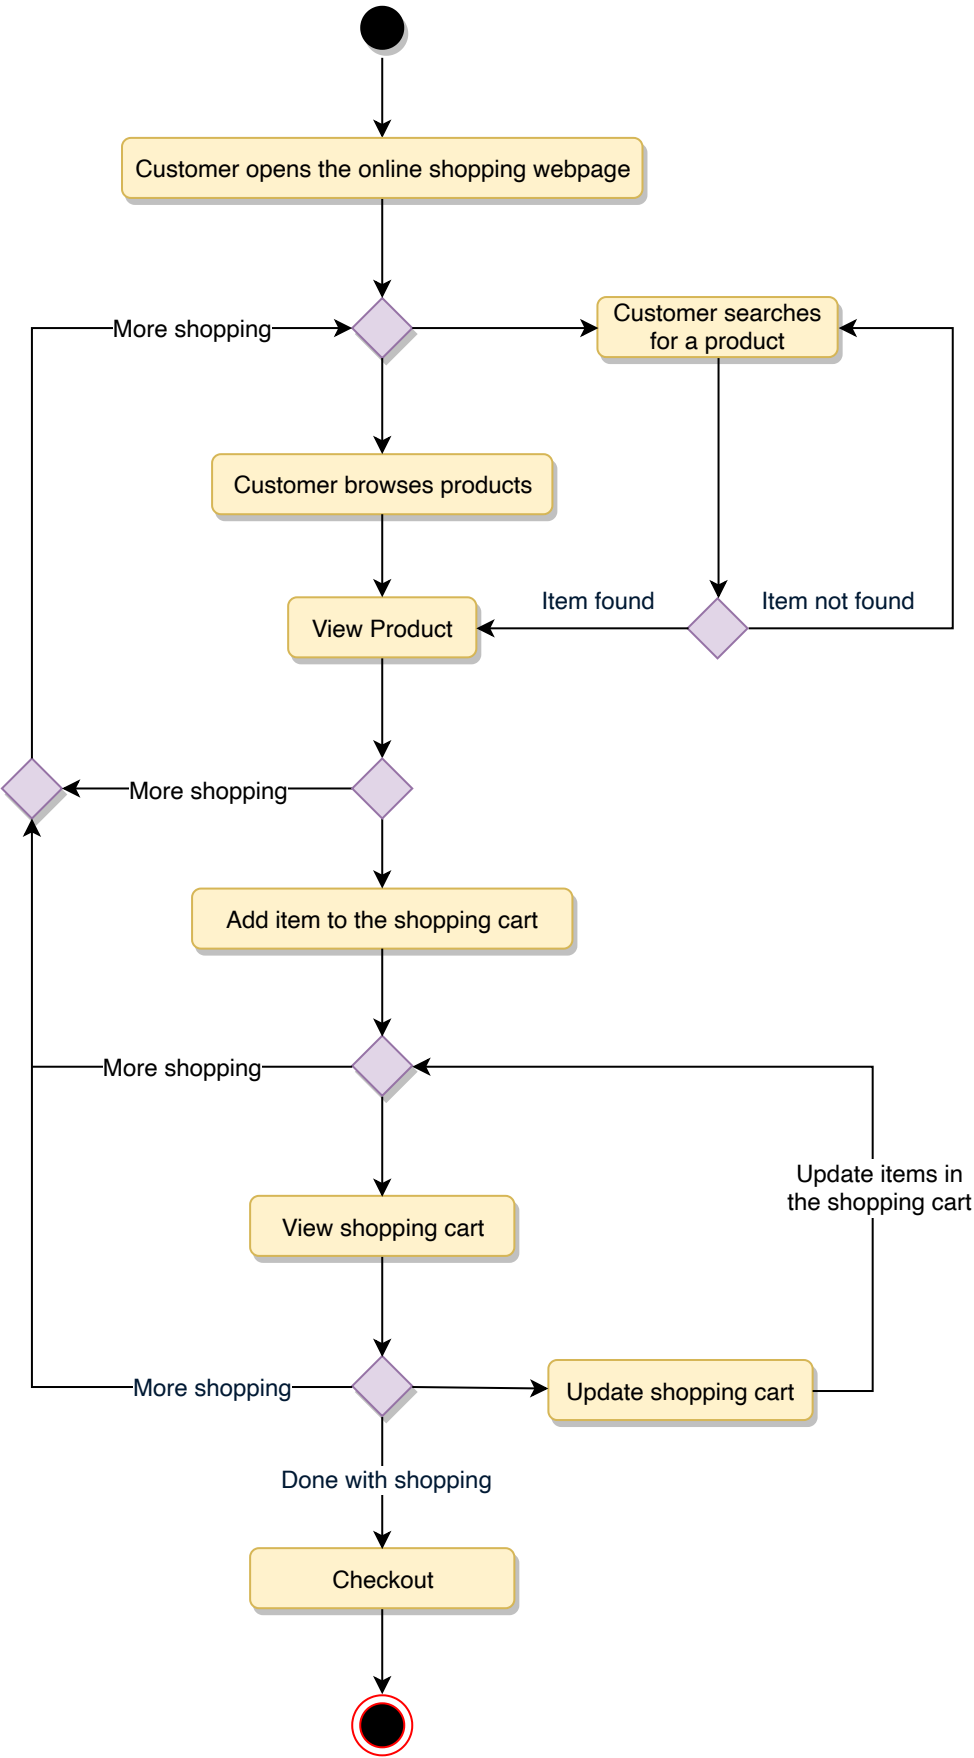 Customer opens the online shopping webpage
More shopping
Customer searches
for a product
Customer browses products
Item found
Item not found
View Product
More shopping
Add item to the shopping cart
More shopping
Update items in
the shopping cart
View shopping cart
More shopping
Update shopping cart
Done with shopping
Checkout